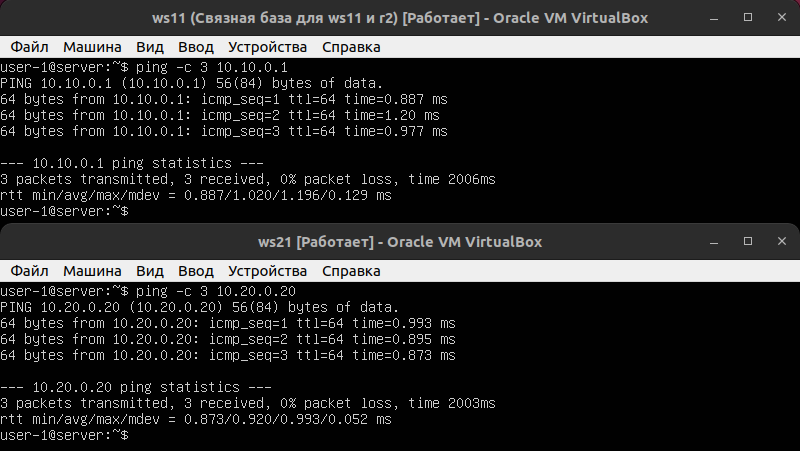 ws11 (Связная база для ws11 и r2) [Работает] - Oracle VM VirtualBox
Файл Машина Вид Ввод Устройства Справка
user-1@server:~$ ping -c 3 10.10.0.1
PING 10.10.0.1 (10.10.0.1) 56(84) bytes of data.
64 bytes from 10.10.0.1: icmp_seq=1 ttl=64 time=0.887 ms
64 bytes from 10.10.0.1: icmp_seq=2 ttl=64 time=1.20 ms
64 bytes from 10.10.0.1: icmp_seq=3 ttl=64 time=0.977 ms

--- 10.10.0.1 ping statistics ---
3 packets transmitted, 3 received, 0% packet loss, time 2006ms
rtt min/avg/max/mdev = 0.887/1.020/1.196/0.129 ms
user-1@server:~$
ws21 [Работает] - Oracle VM VirtualBox
Файл Машина Вид Ввод Устройства Справка
user-1@server:~$ ping -c 3 10.20.0.20
PING 10.20.0.20 (10.20.0.20) 56(84) bytes of data.
64 bytes from 10.20.0.20: icmp_seq=1 ttl=64 time=0.993 ms
64 bytes from 10.20.0.20: icmp_seq=2 ttl=64 time=0.895 ms
64 bytes from 10.20.0.20: icmp_seq=3 ttl=64 time=0.873 ms

--- 10.20.0.20 ping statistics ---
3 packets transmitted, 3 received, 0% packet loss, time 2003ms
rtt min/avg/max/mdev = 0.873/0.920/0.993/0.052 ms
user-1@server:~$